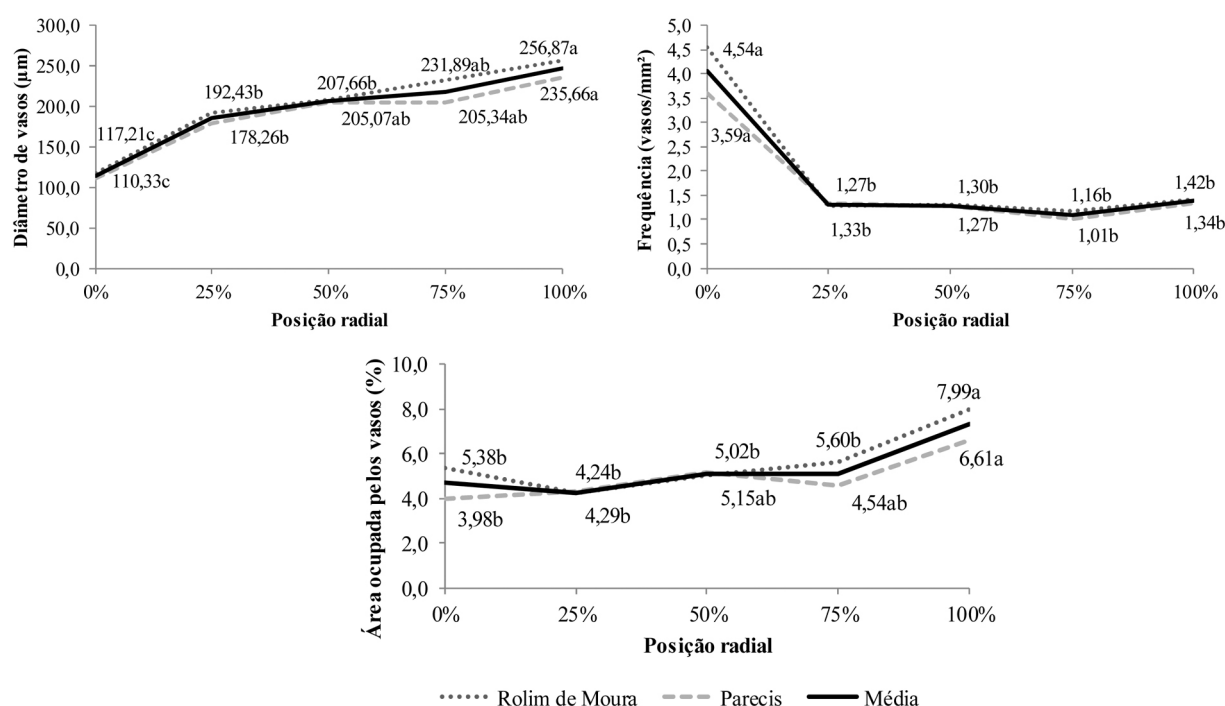 Diâmetro de vasos (µm)
300,0
250,0
200,0
150,0
100,0
50,0
0,0
117,21c
110,33c
192,43b
178,26b
207,66b
205,07ab
231,89ab
205,34ab
256,87a
235,66a
0%
25%
50%
75%
100%
Posição radial
Frequência (vasos/mm²)
5,0
4,5
4,0
3,5
3,0
2,5
2,0
1,5
1,0
0,5
0,0
4,54a
3,59a
1,27b
1,33b
1,30b
1,27b
1,16b
1,01b
1,42b
1,34b
0%
25%
50%
75%
100%
Posição radial
Área ocupada pelos vasos (%)
10,0
8,0
6,0
4,0
2,0
0,0
5,38b
3,98b
4,24b
4,29b
5,02b
5,15ab
5,60b
4,54ab
7,99a
6,61a
0%
25%
50%
75%
100%
Posição radial
Rolim de Moura Parecis Média